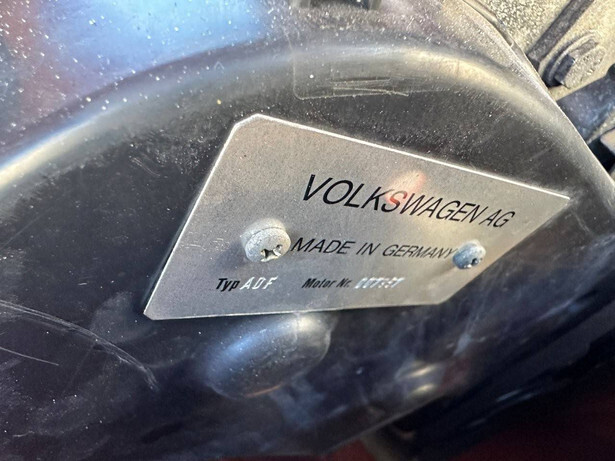 VOLKSWAGEN AG
MADE IN GERMANY
Typ ADF Motor Nr.